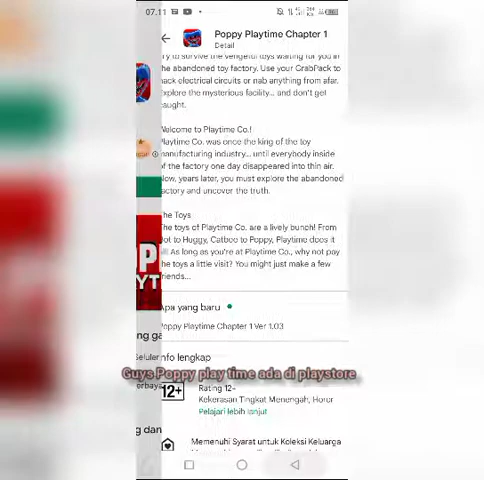 07.11
Poppy Playtime Chapter 1
Detail
ry to survive the vengeful toys waiting for you in
the abandoned toy factory. Use your GrabPack to
hack electrical circuits or nab anything from afar.
Explore the mysterious facility... and don't get
caught.
Welcome to Playtime Co.!
Playtime Co. was once the king of the toy
manufacturing industry... until everybody inside
of the factory one day disappeared into thin air.
Now, years later, you must explore the abandoned
factory and uncover the truth.
The Toys
The toys of Playtime Co. are a lively bunch! From
Bot to Huggy, Catbee to Poppy, Playtime does it
all! As long as you're at Playtime Co., why not pay
the toys a little visit? You might just make a few
friends...
Apa yang baru
Poppy Playtime Chapter 1 Ver 1.03
Info lengkap
Guys Poppy play time ada di playstore
12+
Rating 12+
Kekerasan Tingkat Menengah, Horor
Pelajari lebih lanjut
Memenuhi Syarat untuk Koleksi Keluarga